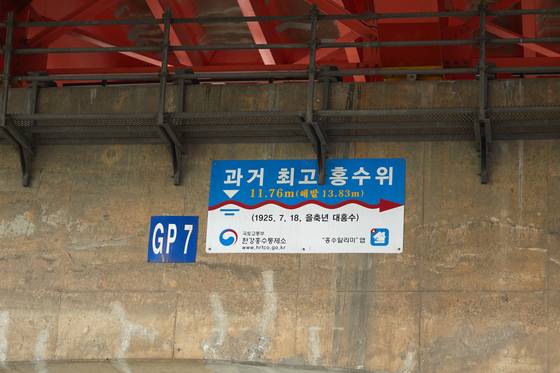 과거 최고 홍수위
11.76m(해발 13.83m)
(1925. 7. 18, 을축년 대홍수)
국토교통부
한강홍수통제소
www.hrfco.go.kr
"홍수알리미"앱
GP 7